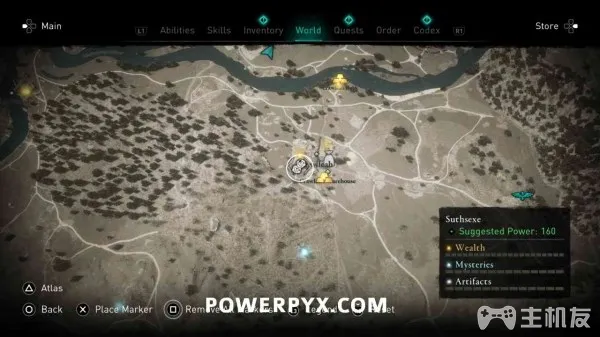 Main
L1
Abilities
Skills
Inventory
World
Quests
Order
Codex
R1
Store
Suthsexe
Suggested Power: 160
Wealth
Mysteries
Artifacts
Atlas
Back
Place Marker
Reset
POWERPYX.COM
主机友